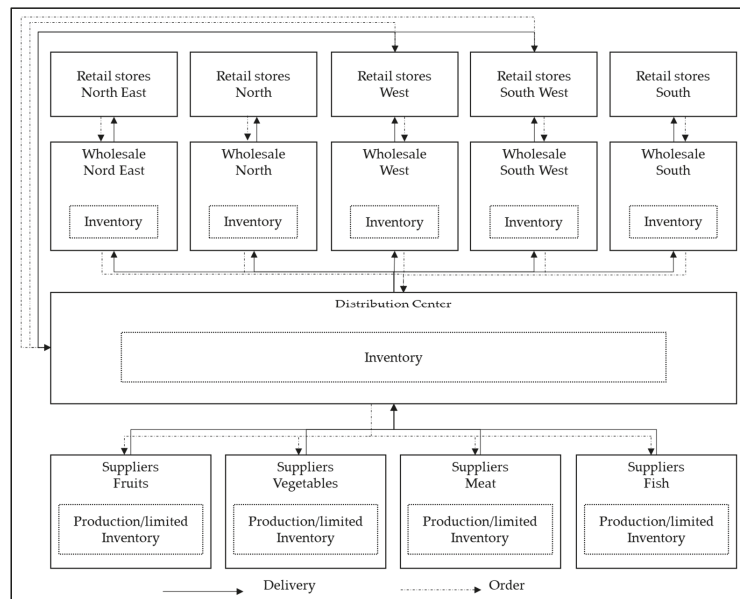 Retail stores
North East
Retail stores
North
Retail stores
West
Retail stores
South West
Retail stores
South
Wholesale
Nord East
Inventory
Wholesale
North
Inventory
Wholesale
West
Inventory
Wholesale
South West
Inventory
Wholesale
South
Inventory
Distribution Center
Inventory
Suppliers
Fruits
Production/limited
Inventory
Suppliers
Vegetables
Production/limited
Inventory
Suppliers
Meat
Production/limited
Inventory
Suppliers
Fish
Production/limited
Inventory
Delivery
Order